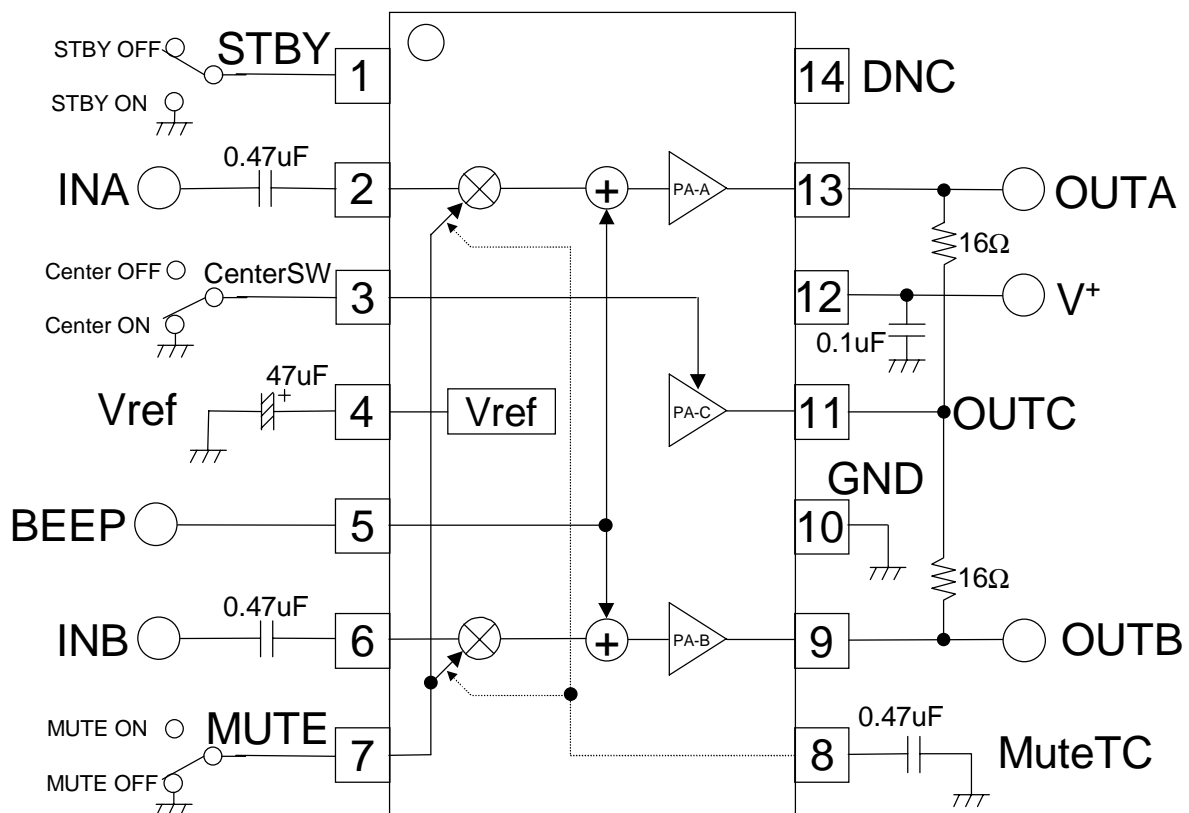 STBY OFF
STBY
1
14
DNC
STBY ON
0.47uF
INA
2
+
PA-A
13
OUTA
16Ω
Center OFF
CenterSW
3
12
V+
Center ON
0.1uF
47uF
+
Vref
4
Vref
PA-C
11
OUTC
GND
BEEP
5
10
16Ω
0.47uF
INB
6
+
PA-B
9
OUTB
MUTE ON
MUTE
7
0.47uF
8
MuteTC
MUTE OFF